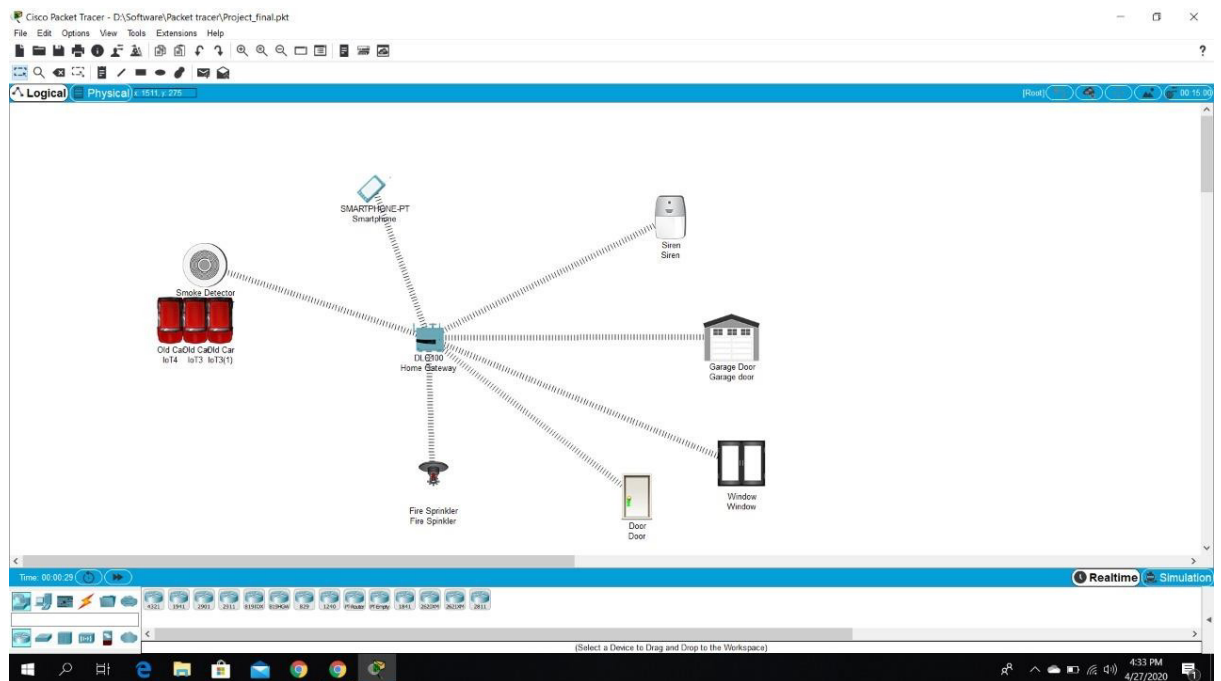 Cisco Packet Tracer - D:\Software\Packet tracer\Project_final.pkt
File Edit Options View Tools Extensions Help
?
Logical Physical x: 1511, y: 275 [Root] 00:15:00
SMARTPHONE-PT
Smartphone
Siren
Siren
Smoke Detector
Old Car Old Car Old Car
IoT4 IoT3 IoT3(1)
DLC100
Home Gateway
Garage Door
Garage door
Window
Window
Fire Sprinkler
Fire Spinkler
Door
Door
Time: 00:00:29 Realtime Simulation
4321 1941 2901 2911 819IOX 819HGW 829 1240 PT-Router PT-Empty 1841 2620XM 2621XM 2811
(Select a Device to Drag and Drop to the Workspace)
4:33 PM
4/27/2020